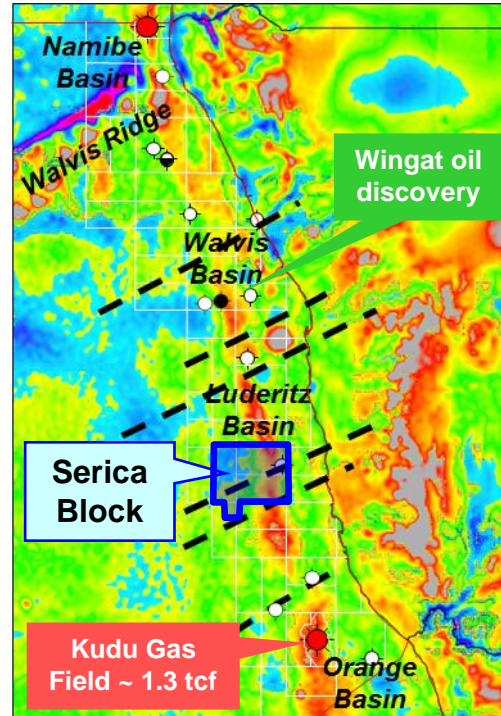 Namibe
Basin
Walvis Ridge
Wingat oil
discovery
Walvis
Basin
Luderitz
Basin
Serica
Block
Kudu Gas
Field ~ 1.3 tcf
Orange
Basin